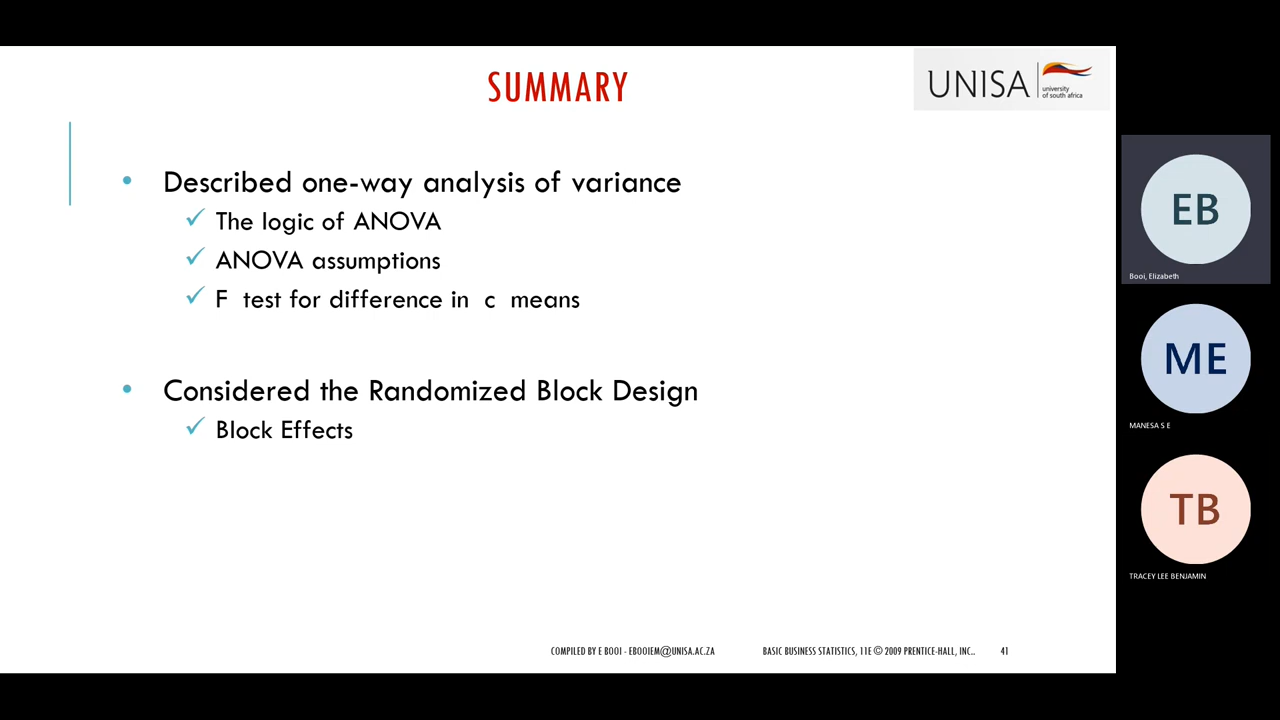 SUMMARY
UNISA
university
of south africa
• Described one-way analysis of variance
✓ The logic of ANOVA
✓ ANOVA assumptions
✓ F test for difference in c means
• Considered the Randomized Block Design
✓ Block Effects
COMPILED BY E BOOI - EBOOIEM@UNISA.AC.ZA
BASIC BUSINESS STATISTICS, 11E © 2009 PRENTICE-HALL, INC..
41
EB
Booi, Elizabeth
ME
MANESA S E
TB
TRACEY LEE BENJAMIN